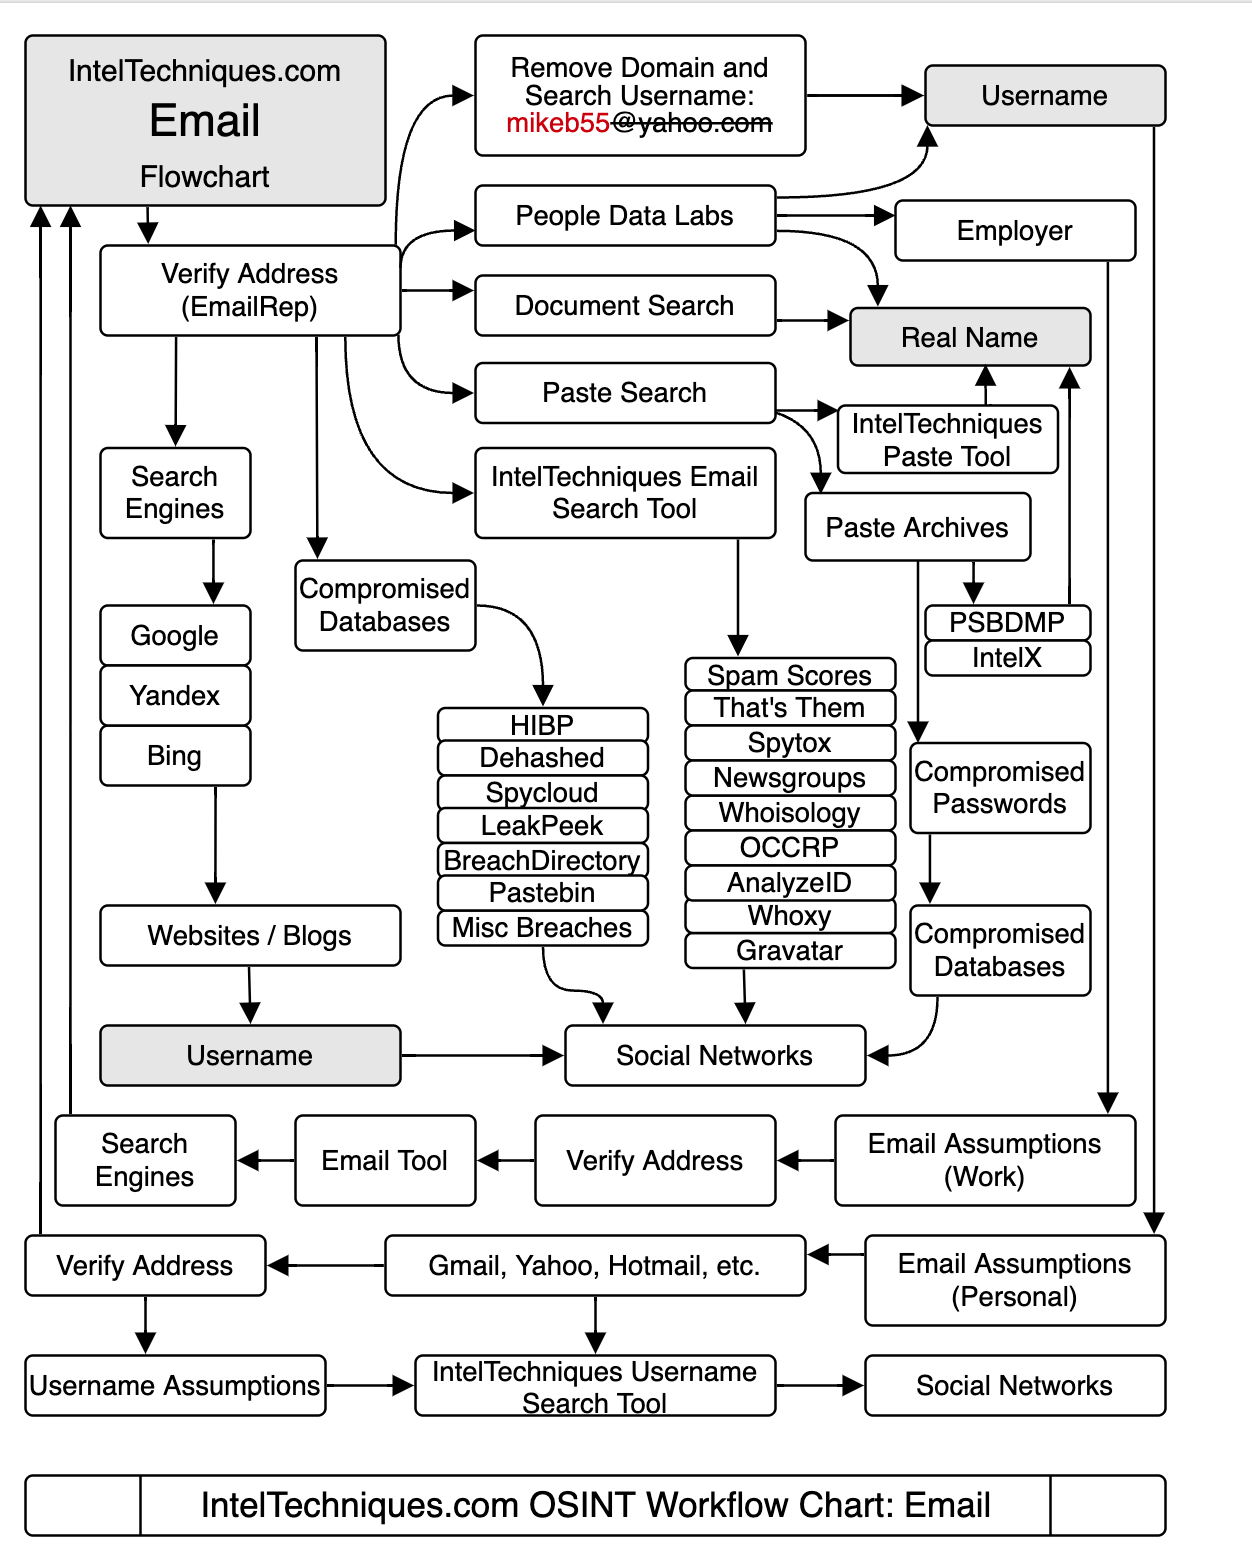 IntelTechniques.com
Email
Flowchart
Remove Domain and
Search Username:
mikeb55@yahoo.com
Username
People Data Labs
Employer
Verify Address
(EmailRep)
Document Search
Real Name
Paste Search
IntelTechniques
Paste Tool
Search
Engines
IntelTechniques Email
Search Tool
Paste Archives
Compromised
Databases
Google
Yandex
Bing
PSBDMP
IntelX
Spam Scores
That's Them
Spytox
Newsgroups
Whoisology
OCCRP
AnalyzeID
Whoxy
Gravatar
HIBP
Dehashed
Spycloud
LeakPeek
BreachDirectory
Pastebin
Misc Breaches
Compromised
Passwords
Websites / Blogs
Compromised
Databases
Username
Social Networks
Search
Engines
Email Tool
Verify Address
Email Assumptions
(Work)
Verify Address
Gmail, Yahoo, Hotmail, etc.
Email Assumptions
(Personal)
Username Assumptions
IntelTechniques Username
Search Tool
Social Networks
IntelTechniques.com OSINT Workflow Chart: Email